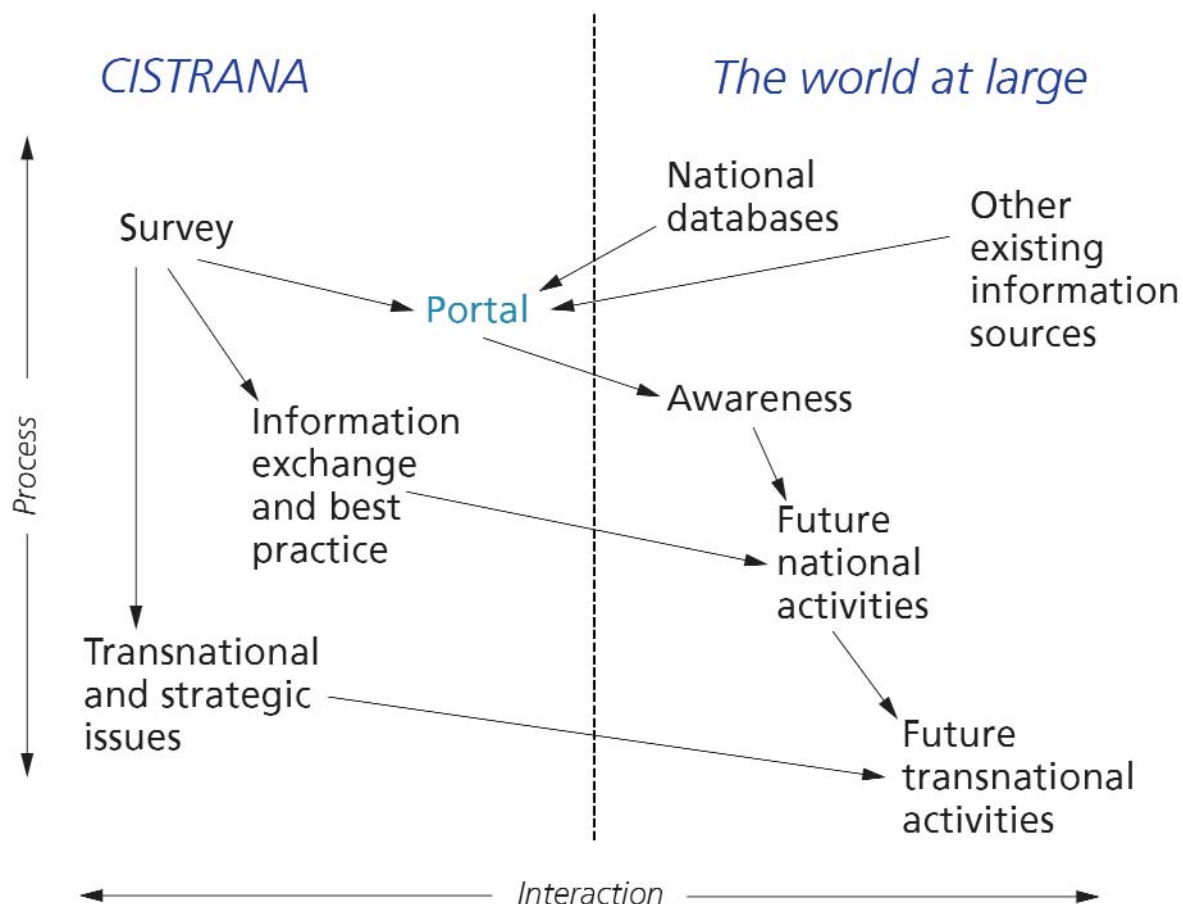 CISTRANA
The world at large
National
databases
Other
existing
information
sources
Survey
Portal
Awareness
Information
exchange
and best
practice
Future
national
activities
Transnational
and strategic
issues
Future
transnational
activities
Process
Interaction